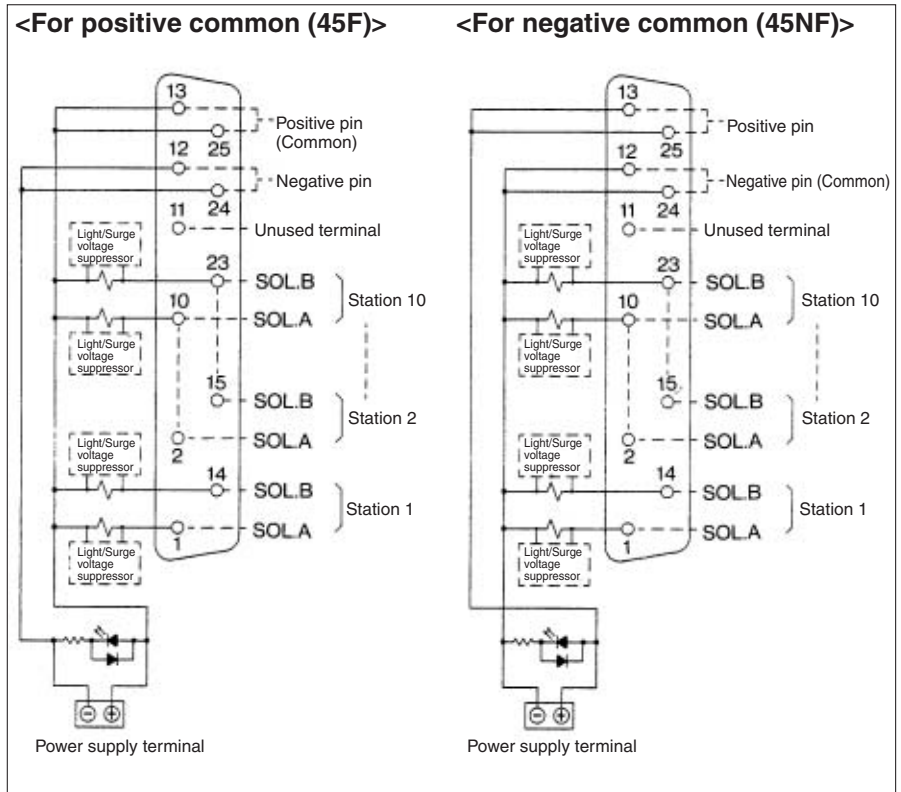 <For positive common (45F)>
13
Positive pin
(Common)
25
12
Negative pin
24
11
Unused terminal
Light/Surge
voltage
suppressor
23
SOL.B
Station 10
10
SOL.A
Light/Surge
voltage
suppressor
15
SOL.B
Station 2
SOL.A
2
Light/Surge
voltage
suppressor
14
SOL.B
Station 1
SOL.A
1
Light/Surge
voltage
suppressor
⊖ ⊕
Power supply terminal
<For negative common (45NF)>
13
Positive pin
25
12
Negative pin (Common)
24
11
Unused terminal
Light/Surge
voltage
suppressor
23
SOL.B
Station 10
10
SOL.A
Light/Surge
voltage
suppressor
15
SOL.B
Station 2
SOL.A
2
Light/Surge
voltage
suppressor
14
SOL.B
Station 1
SOL.A
1
Light/Surge
voltage
suppressor
⊖ ⊕
Power supply terminal